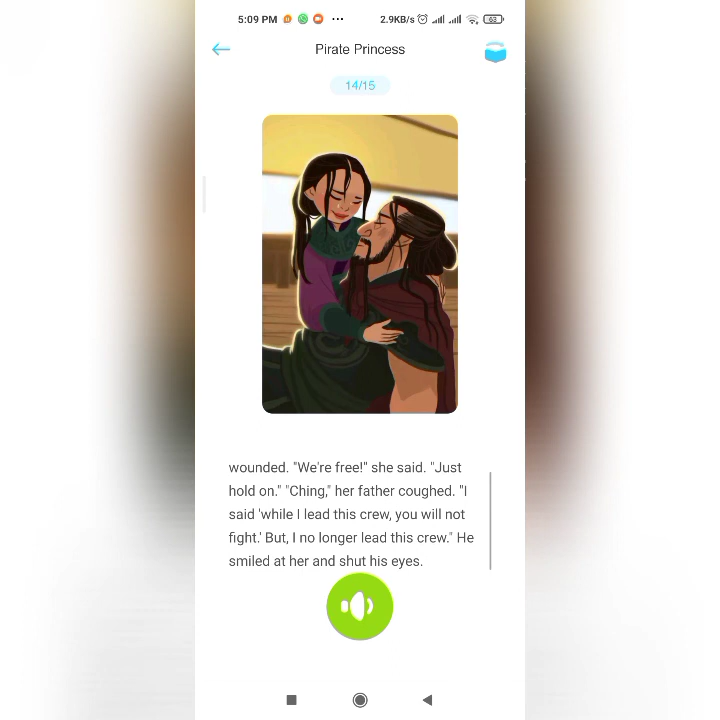 5:09 PM 2.9KB/s 63
Pirate Princess
14/15
wounded. "We're free!" she said. "Just
hold on." "Ching," her father coughed. "I
said 'while I lead this crew, you will not
fight.' But, I no longer lead this crew." He
smiled at her and shut his eyes.